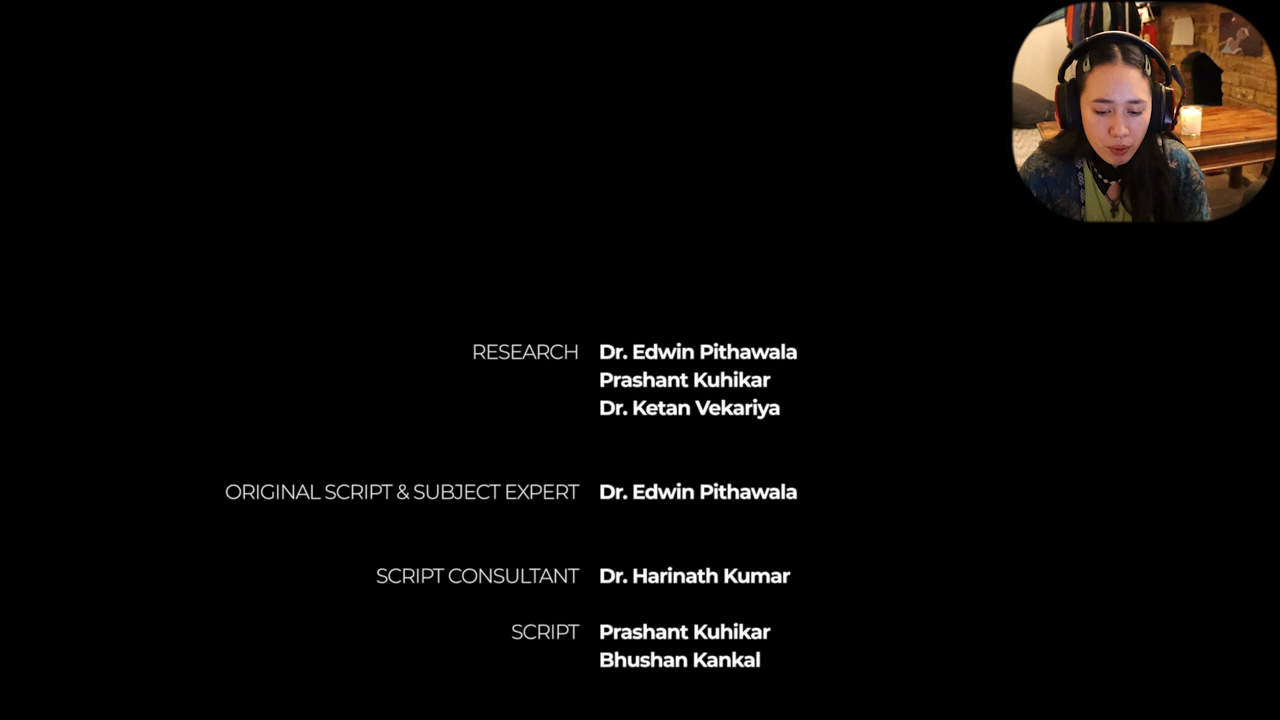 RESEARCH Dr. Edwin Pithawala
Prashant Kuhikar
Dr. Ketan Vekariya
ORIGINAL SCRIPT & SUBJECT EXPERT Dr. Edwin Pithawala
SCRIPT CONSULTANT Dr. Harinath Kumar
SCRIPT Prashant Kuhikar
Bhushan Kankal